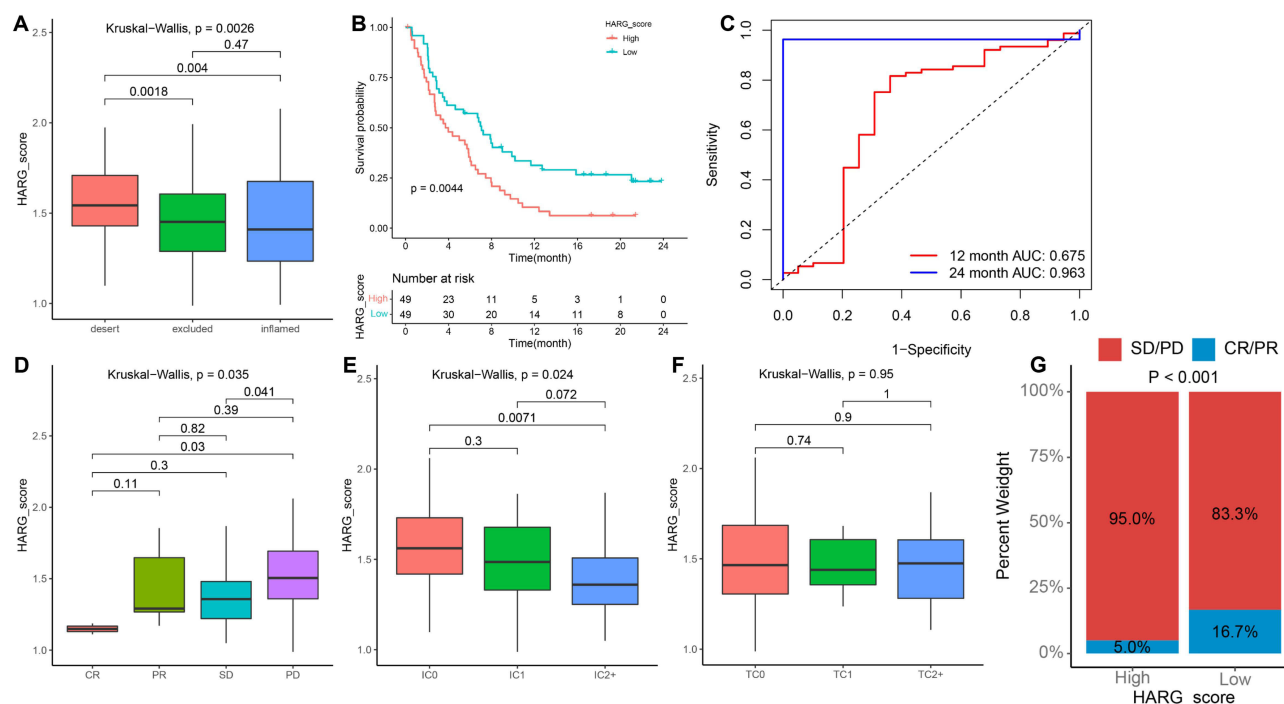 A
Kruskal−Wallis, p = 0.0026
0.47
0.004
0.0018
2.5
2.0
1.5
1.0
HARG_score
desert excluded inflamed
B
HARG_score
High
Low
1.00
0.75
0.50
0.25
0.00
Survival probability
p = 0.0044
0 4 8 12 16 20 24
Time(month)
Number at risk
HARG_score
High 49 23 11 5 3 1 0
Low 49 30 20 14 11 8 0
0 4 8 12 16 20 24
Time(month)
C
1.0
0.8
0.6
0.4
0.2
0.0
Sensitivity
12 month AUC: 0.675
24 month AUC: 0.963
0.0 0.2 0.4 0.6 0.8 1.0
1−Specificity
D
Kruskal−Wallis, p = 0.035
0.041
0.39
0.82
0.03
0.3
0.11
2.5
2.0
1.5
1.0
HARG_score
CR PR SD PD
E
Kruskal−Wallis, p = 0.024
0.072
0.0071
0.3
2.5
2.0
1.5
1.0
HARG_score
IC0 IC1 IC2+
F
Kruskal−Wallis, p = 0.95
1
0.9
0.74
2.5
2.0
1.5
1.0
HARG_score
TC0 TC1 TC2+
G
SD/PD CR/PR
P < 0.001
100%
75%
50%
25%
0%
Percent Weidght
95.0% 83.3%
5.0% 16.7%
High Low
HARG_score